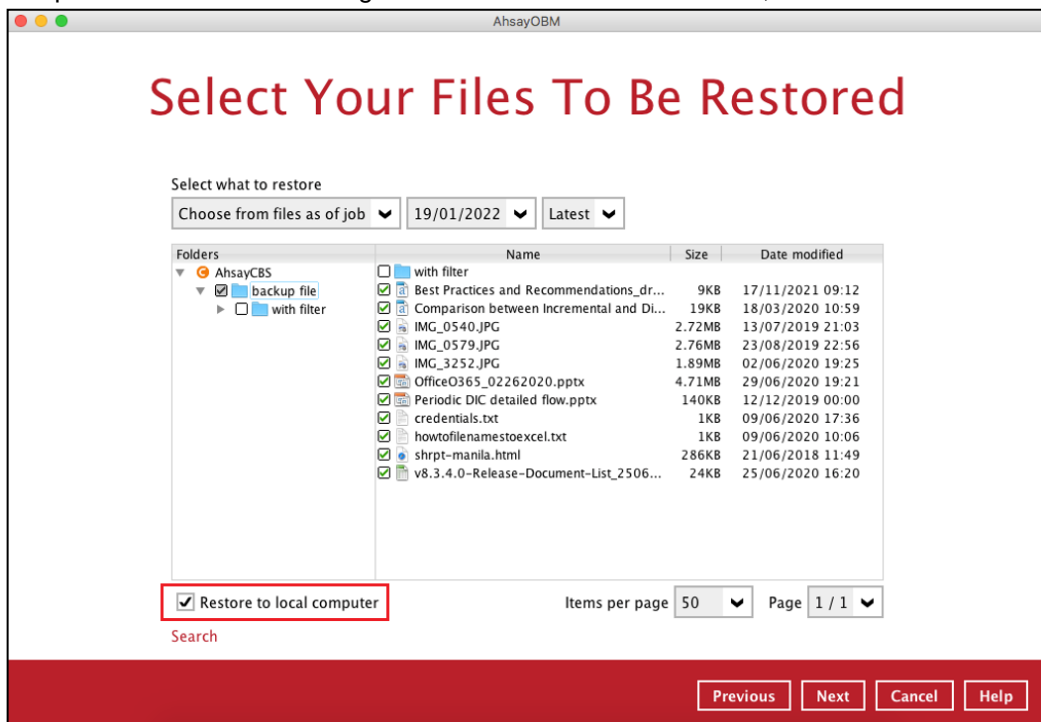 AhsayOBM
Select Your Files To Be Restored
Select what to restore
Choose from files as of job 19/01/2022 Latest
Folders Name Size Date modified
AhsayCBS
backup file
with filter
with filter
Best Practices and Recommendations_dr... 9KB 17/11/2021 09:12
Comparison between Incremental and Di... 19KB 18/03/2020 10:59
IMG_0540.JPG 2.72MB 13/07/2019 21:03
IMG_0579.JPG 2.76MB 23/08/2019 22:56
IMG_3252.JPG 1.89MB 02/06/2020 19:25
OfficeO365_02262020.pptx 4.71MB 29/06/2020 19:21
Periodic DIC detailed flow.pptx 140KB 12/12/2019 00:00
credentials.txt 1KB 09/06/2020 17:36
howtofilenamestoexcel.txt 1KB 09/06/2020 10:06
shrpt-manila.html 286KB 21/06/2018 11:49
v8.3.4.0-Release-Document-List_2506... 24KB 25/06/2020 16:20
Restore to local computer Items per page 50 Page 1 / 1
Search
Previous Next Cancel Help